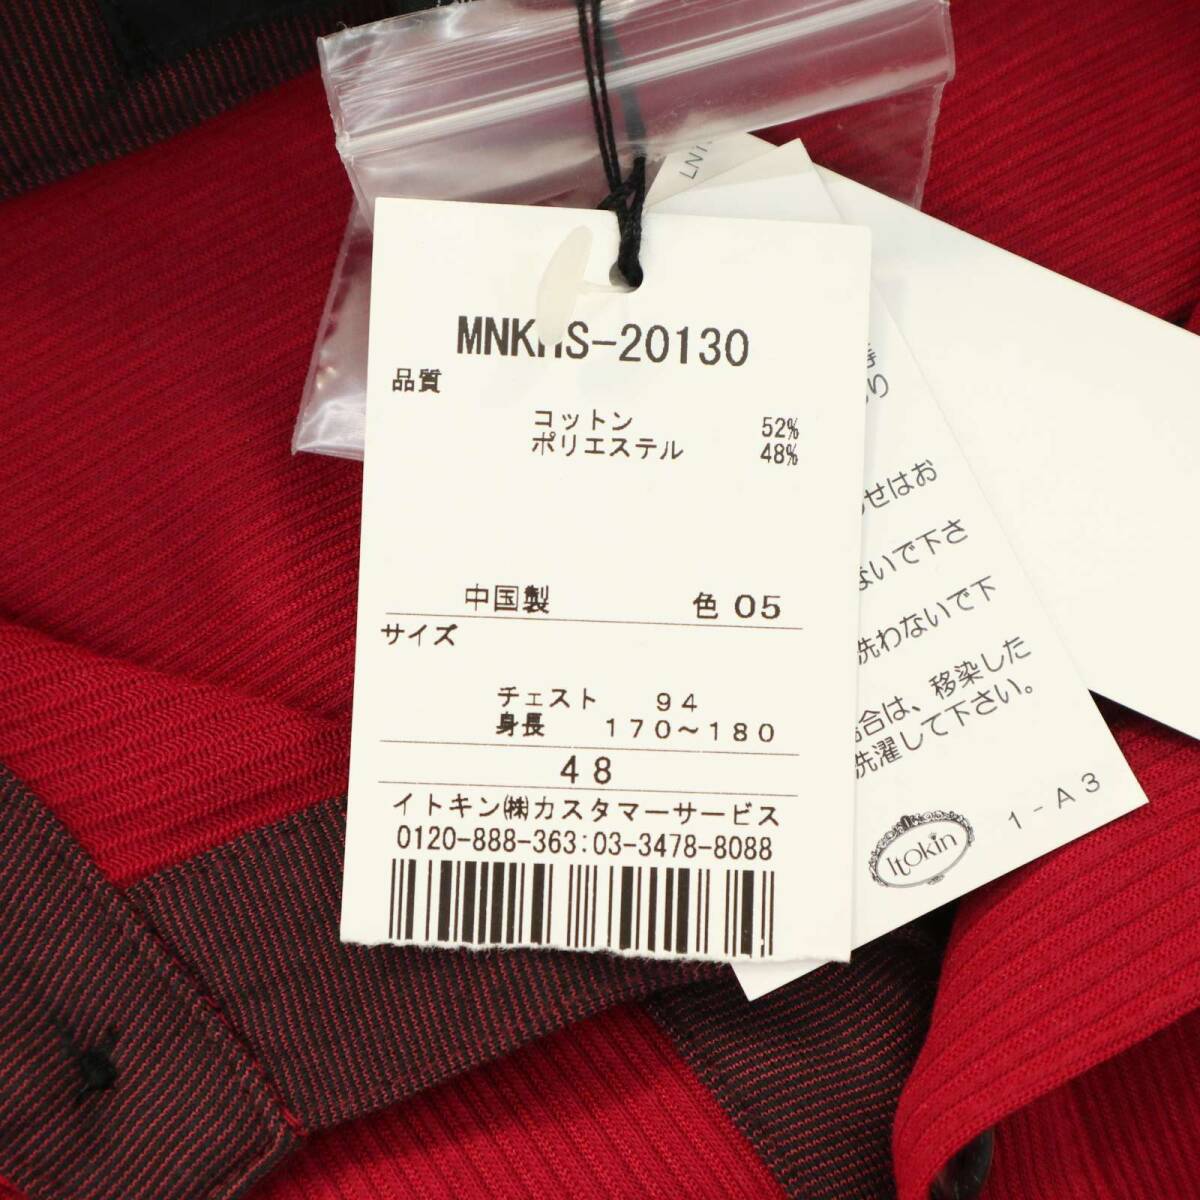 MNKHS-20130
品質
コットン 52%
ポリエステル 48%
中国製 色 05
サイズ
チェスト 94
身長 170～180
48
イトキン㈱カスタマーサービス
0120-888-363:03-3478-8088
せはお
ないで下さ
洗わないで下
合は、移染した
洗濯して下さい。
Itokin
1-A3